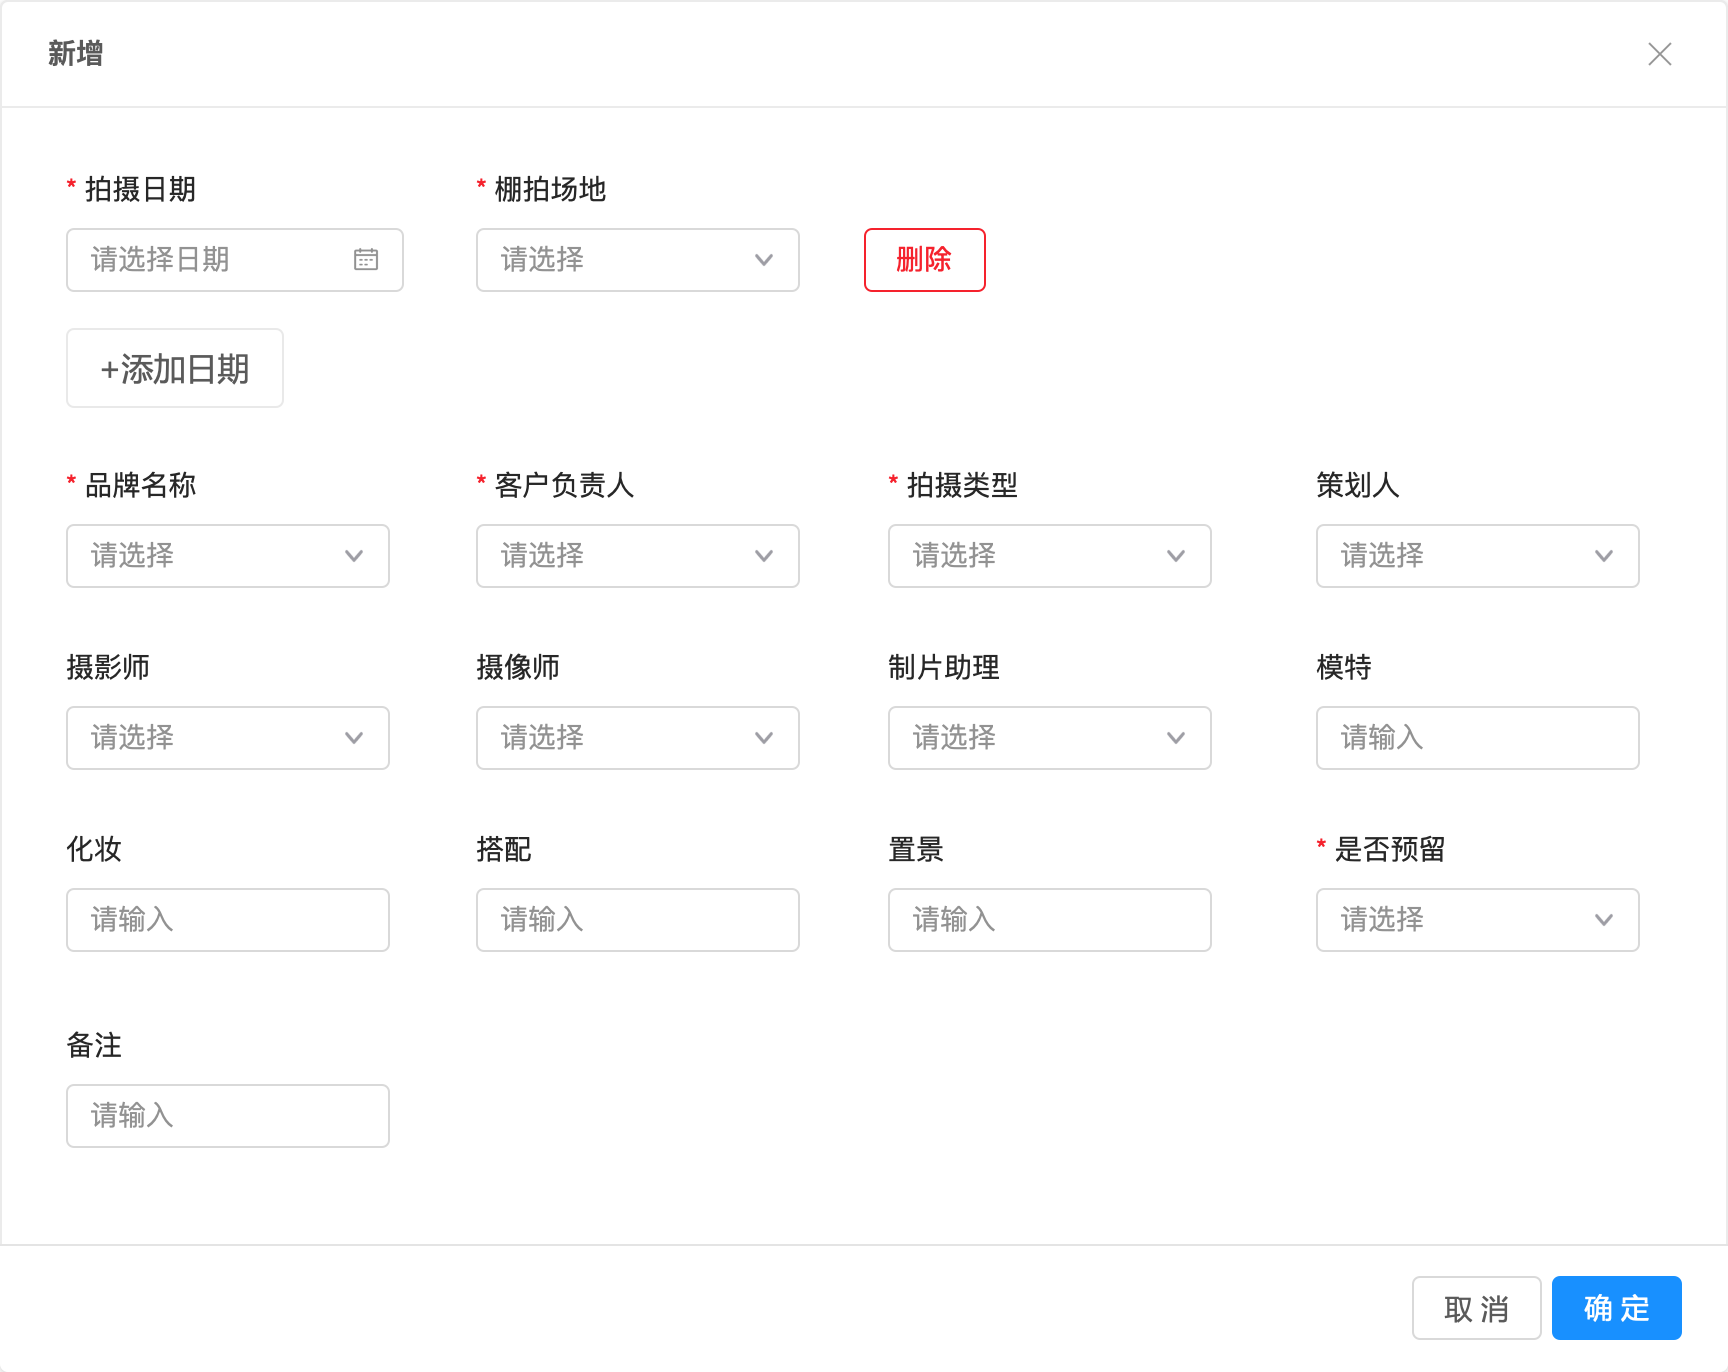 新增
* 拍摄日期 * 棚拍场地
请选择日期 请选择 删除
+添加日期
* 品牌名称 * 客户负责人 * 拍摄类型 策划人
请选择 请选择 请选择 请选择
摄影师 摄像师 制片助理 模特
请选择 请选择 请选择 请输入
化妆 搭配 置景 * 是否预留
请输入 请输入 请输入 请选择
备注
请输入
取 消 确 定